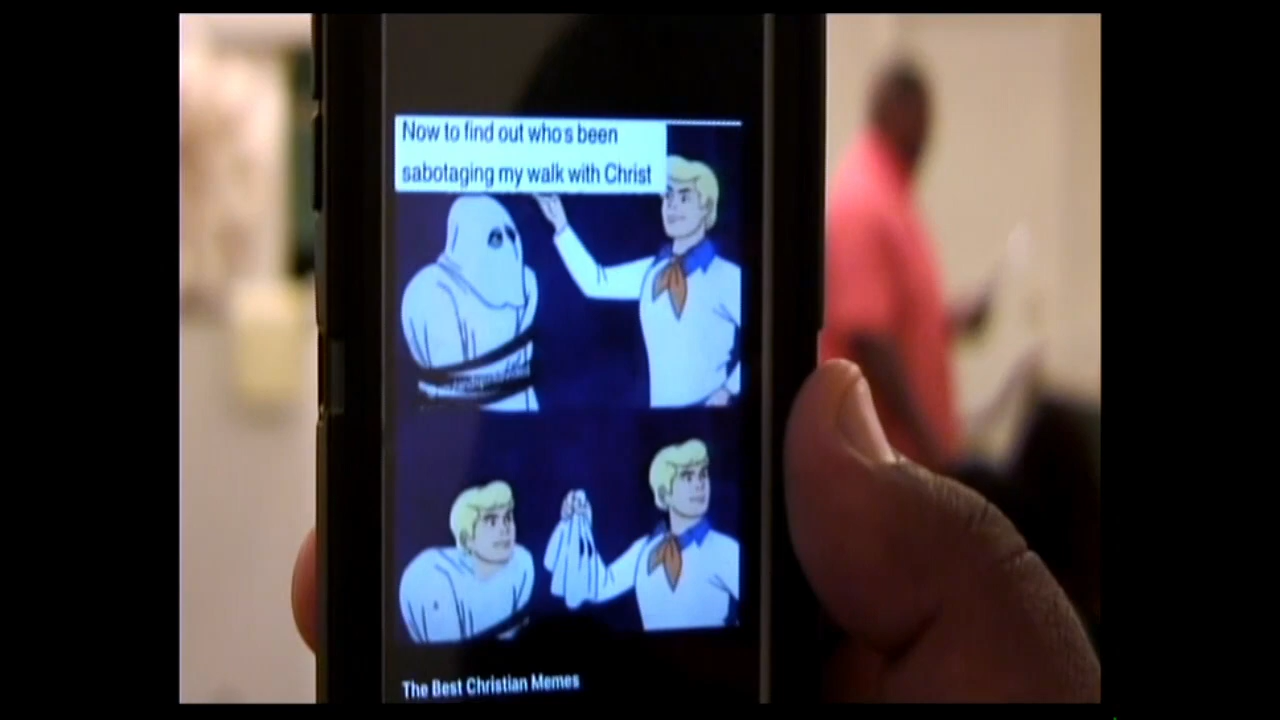 Now to find out who's been
sabotaging my walk with Christ
The Best Christian Memes